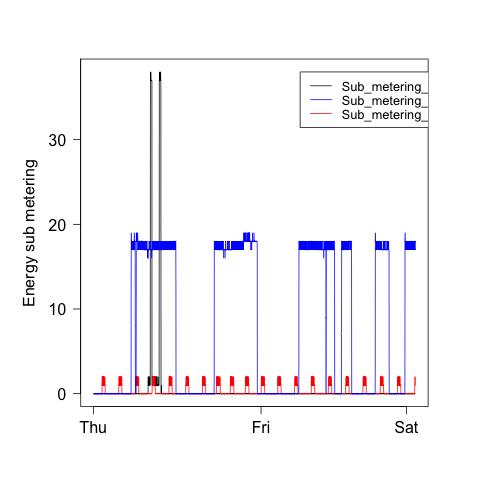 Sub_metering_
Sub_metering_
Sub_metering_
Energy sub metering
30
20
10
0
Thu Fri Sat